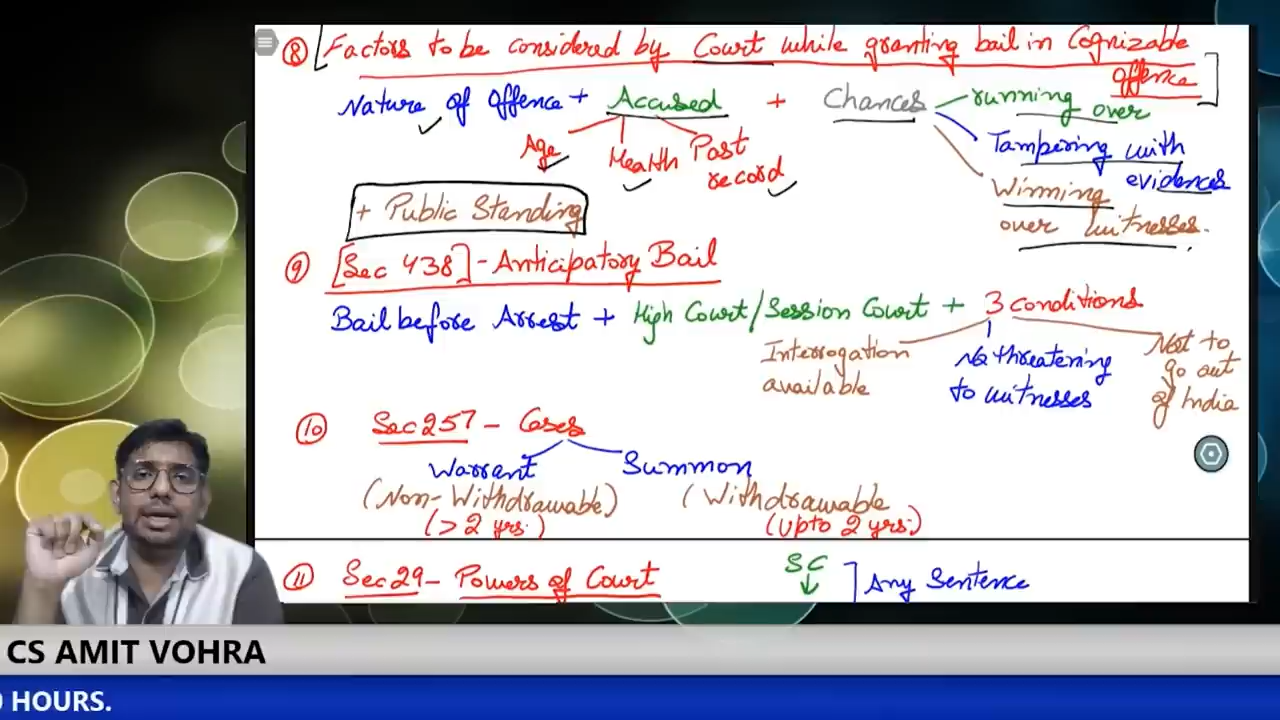 ⑧ [Factors to be considered by Court while granting bail in Cognizable
offence]
Nature of offence + Accused + Chances running over
Age Health Past record
Tampering with evidences
Winning over witnesses.
+ Public Standing
⑨ [Sec 438] - Anticipatory Bail
Bail before Arrest + High Court/Session Court + 3 conditions
Interrogation available
No threatening to witnesses
Not to go out of India
⑩ Sec 257 - Cases
Warrant Summon
(Non-Withdrawable) (Withdrawable
(> 2 yrs.) (Upto 2 yrs.)
⑪ Sec 29 - Powers of Court SC ] Any Sentence
CS AMIT VOHRA
HOURS.